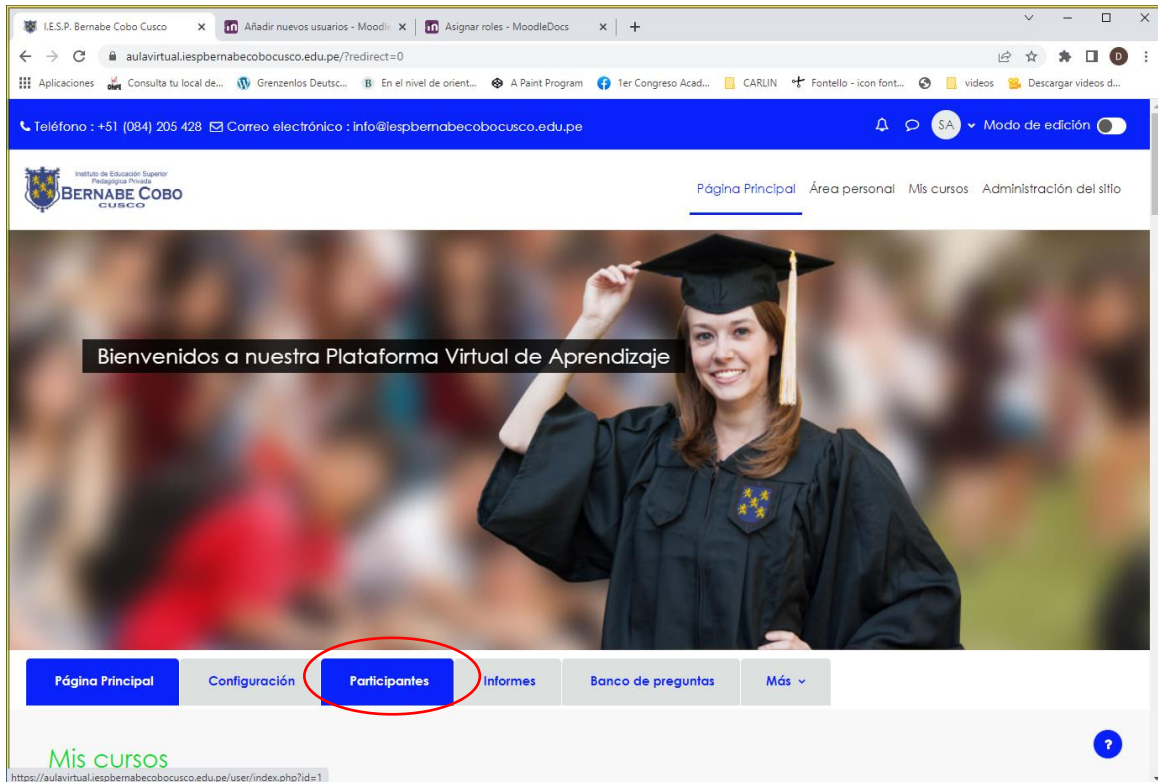 I.E.S.P. Bernabe Cobo Cusco
Añadir nuevos usuarios - Moodle
Asignar roles - MoodleDocs
aulavirtual.iespbernabecobocusco.edu.pe/?redirect=0
D
Aplicaciones Consulta tu local de... Grenzenlos Deutsc... B En el nivel de orient... A Paint Program 1er Congreso Acad... CARLIN Fontello - icon font... videos Descargar videos d...
Teléfono : +51 (084) 205 428 Correo electrónico : info@iespbernabecobocusco.edu.pe SA Modo de edición
Instituto de Educación Superior
Pedagógica Privada
BERNABE COBO
CUSCO
Página Principal Área personal Mis cursos Administración del sitio
Bienvenidos a nuestra Plataforma Virtual de Aprendizaje
Página Principal Configuración Participantes Informes Banco de preguntas Más
Mis cursos
?
https://aulavirtual.iespbernabecobocusco.edu.pe/user/index.php?id=1